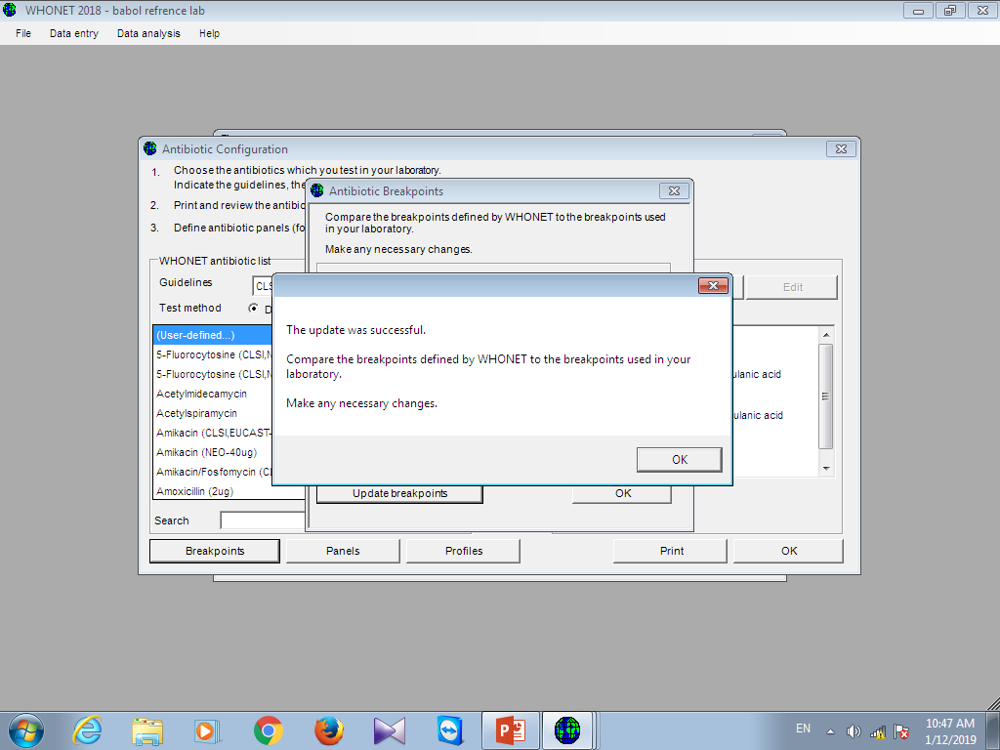 WHONET 2018 - babol refrence lab
File Data entry Data analysis Help
Antibiotic Configuration
1. Choose the antibiotics which you test in your laboratory.
Indicate the guidelines, the
2. Print and review the antibio
3. Define antibiotic panels (fo
Antibiotic Breakpoints
Compare the breakpoints defined by WHONET to the breakpoints used
in your laboratory.
Make any necessary changes.
WHONET antibiotic list
Guidelines
CLS
Edit
Test method
D
The update was successful.
Compare the breakpoints defined by WHONET to the breakpoints used in your
laboratory.
Make any necessary changes.
OK
(User-defined...)
5-Fluorocytosine (CLSI,N
5-Fluorocytosine (CLSI,N
Acetylmidecamycin
Acetylspiramycin
Amikacin (CLSI,EUCAST-
Amikacin (NEO-40ug)
Amikacin/Fosfomycin (Cl
Amoxicillin (2ug)
ulanic acid
ulanic acid
Update breakpoints OK
Search
Breakpoints Panels Profiles Print OK
EN
10:47 AM
1/12/2019